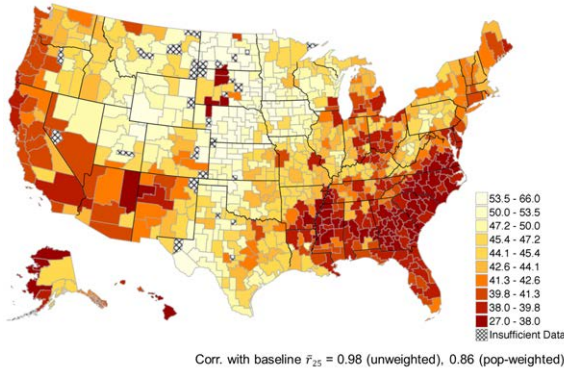 53.5 - 66.0
50.0 - 53.5
47.2 - 50.0
45.4 - 47.2
44.1 - 45.4
42.6 - 44.1
41.3 - 42.6
39.8 - 41.3
38.0 - 39.8
27.0 - 38.0
Insufficient Data
Corr. with baseline r̄₂₅ = 0.98 (unweighted), 0.86 (pop-weighted)